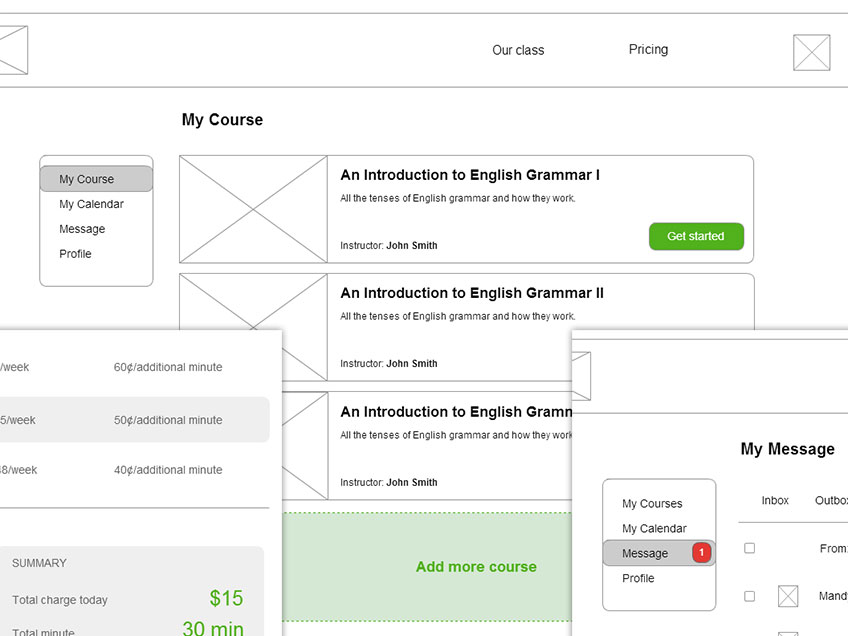 Our class
Pricing
My Course
My Course
My Calendar
Message
Profile
An Introduction to English Grammar I
All the tenses of English grammar and how they work.
Instructor: John Smith
Get started
An Introduction to English Grammar II
All the tenses of English grammar and how they work.
Instructor: John Smith
An Introduction to English
All the tenses of English grammar and how they
Instructor: John Smith
Add more course
/week 60¢/additional minute
5/week 50¢/additional minute
8/week 40¢/additional minute
SUMMARY
Total charge today $15
Total minute 30 min
My Message
My Courses
My Calendar
Message 1
Profile
Inbox
From: